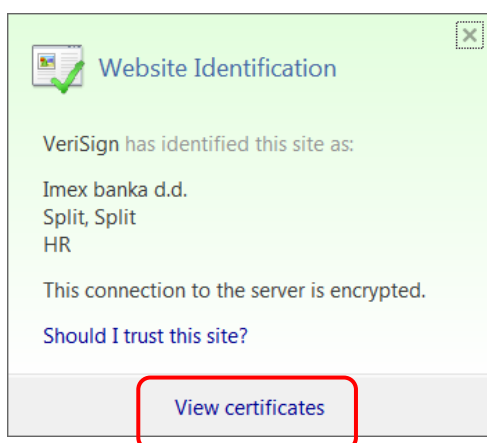 Website Identification
VeriSign has identified this site as:
Imex banka d.d.
Split, Split
HR
This connection to the server is encrypted.
Should I trust this site?
View certificates